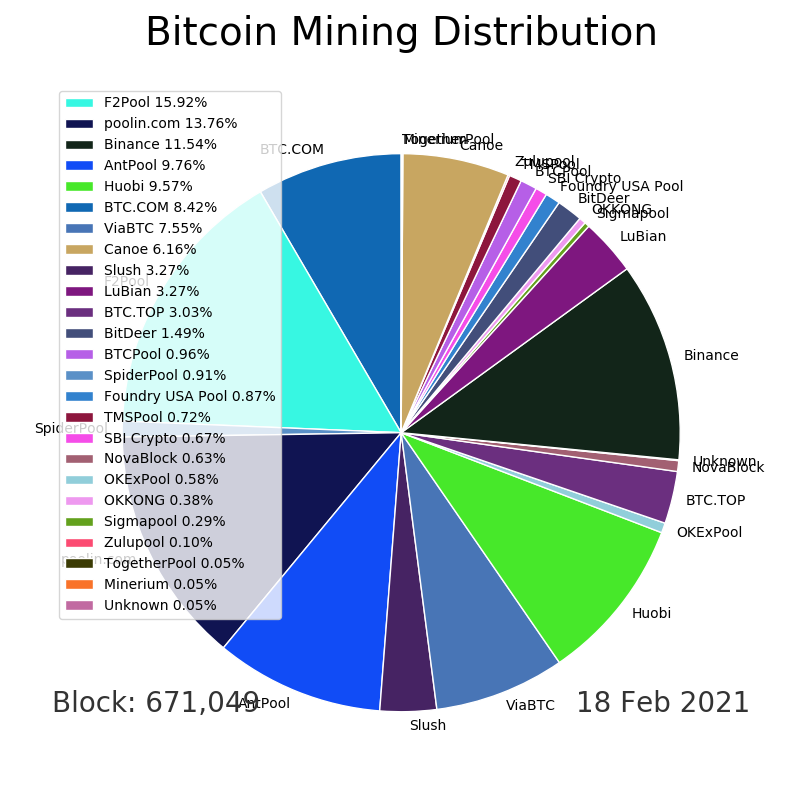 Bitcoin Mining Distribution
F2Pool 15.92%
poolin.com 13.76%
Binance 11.54%
AntPool 9.76%
Huobi 9.57%
BTC.COM 8.42%
ViaBTC 7.55%
Canoe 6.16%
Slush 3.27%
LuBian 3.27%
BTC.TOP 3.03%
BitDeer 1.49%
BTCPool 0.96%
SpiderPool 0.91%
Foundry USA Pool 0.87%
TMSPool 0.72%
SBI Crypto 0.67%
NovaBlock 0.63%
OKExPool 0.58%
OKKONG 0.38%
Sigmapool 0.29%
Zulupool 0.10%
TogetherPool 0.05%
Minerium 0.05%
Unknown 0.05%
BTC.COM
F2Pool
SpiderPool
poolin.com
AntPool
Slush
ViaBTC
Huobi
OKExPool
BTC.TOP
NovaBlock
Unknown
Binance
LuBian
Sigmapool
OKKONG
BitDeer
Foundry USA Pool
SBI Crypto
BTCPool
TMSPool
Zulupool
Canoe
Minerium
TogetherPool
Block: 671,049
18 Feb 2021